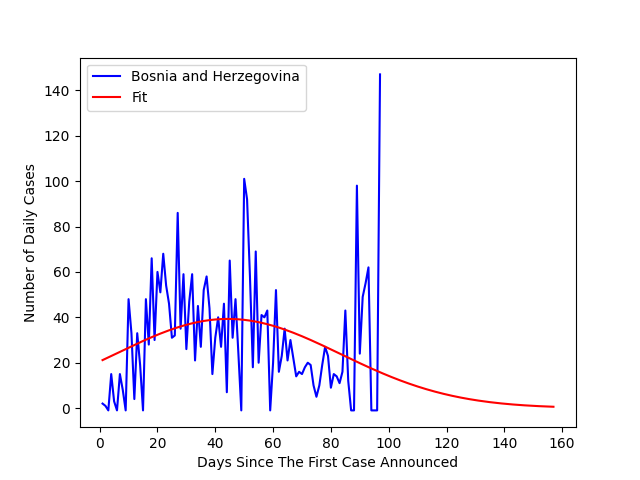 Bosnia and Herzegovina
Fit
140
120
100
80
60
40
20
0
Number of Daily Cases
0 20 40 60 80 100 120 140 160
Days Since The First Case Announced